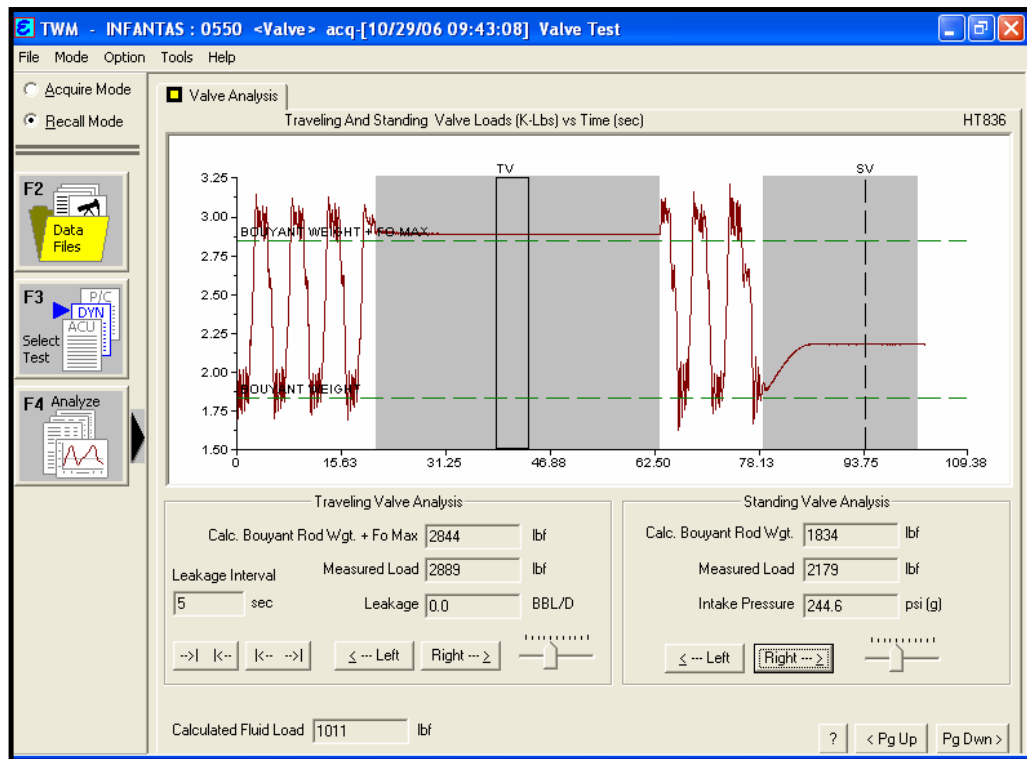 TWM - INFANTAS : 0550 <Valve> acq-[10/29/06 09:43:08] Valve Test
File Mode Option Tools Help
Acquire Mode
Recall Mode
F2
Data
Files
F3
P/C
DYN
ACU
Select
Test
F4 Analyze
Valve Analysis
Traveling And Standing Valve Loads (K-Lbs) vs Time (sec) HT836
TV SV
3.25
3.00
BOUYANT WEIGHT + FO MAX
2.75
2.50
2.25
2.00
BOUYANT WEIGHT
1.75
1.50
0 15.63 31.25 46.88 62.50 78.13 93.75 109.38
Traveling Valve Analysis
Calc. Bouyant Rod Wgt. + Fo Max 2844 lbf
Measured Load 2889 lbf
Leakage Interval
5 sec
Leakage 0.0 BBL/D
-->| |<-- |<-- -->| < --- Left Right --- >
Standing Valve Analysis
Calc. Bouyant Rod Wgt. 1834 lbf
Measured Load 2179 lbf
Intake Pressure 244.6 psi (g)
< --- Left Right --- >
Calculated Fluid Load 1011 lbf
? < Pg Up Pg Dwn >